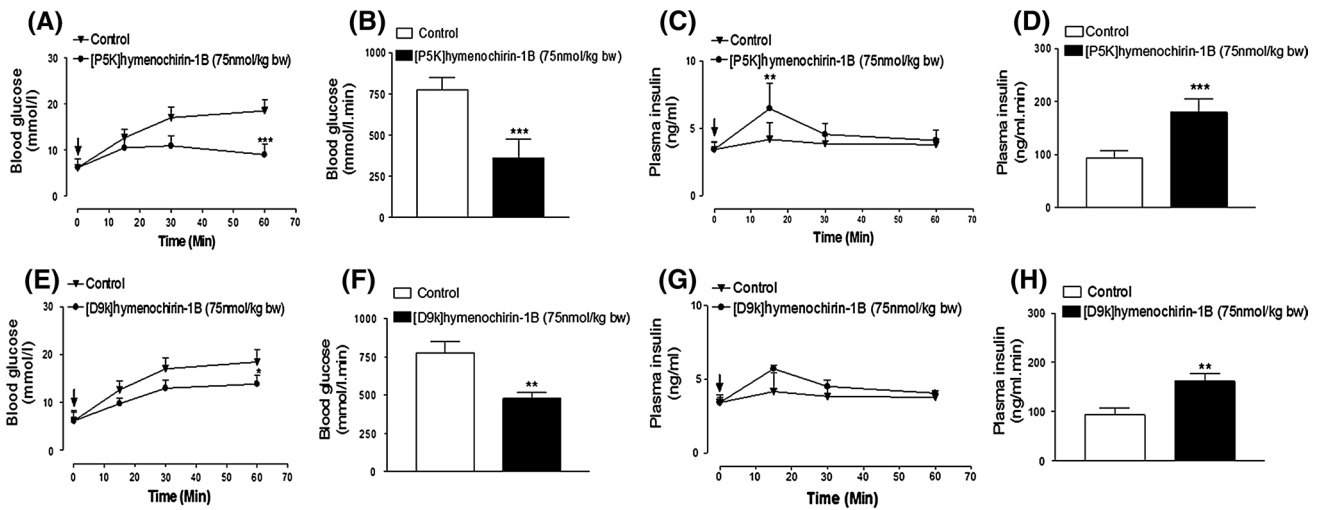 (A)
Control
[P5K]hymenochirin-1B (75nmol/kg bw)
Blood glucose
(mmol/l)
30
20
10
0
***
0 10 20 30 40 50 60 70
Time (Min)
(B)
Control
[P5K]hymenochirin-1B (75nmol/kg bw)
Blood glucose
(mmol/l.min)
1000
750
500
250
0
***
(C)
Control
[P5K]hymenochirin-1B (75nmol/kg bw)
Plasma insulin
(ng/ml)
10
5
0
**
0 10 20 30 40 50 60 70
Time (Min)
(D)
Control
[P5K]hymenochirin-1B (75nmol/kg bw)
Plasma insulin
(ng/ml.min)
300
200
100
0
***
(E)
Control
[D9k]hymenochirin-1B (75nmol/kg bw)
Blood glucose
(mmol/l)
30
20
10
0
*
0 10 20 30 40 50 60 70
Time (Min)
(F)
Control
[D9k]hymenochirin-1B (75nmol/kg bw)
Blood glucose
(mmol/l.min)
1000
750
500
250
0
**
(G)
Control
[D9k]hymenochirin-1B (75nmol/kg bw)
Plasma insulin
(ng/ml)
10
5
0
0 10 20 30 40 50 60 70
Time (Min)
(H)
Control
[D9k]hymenochirin-1B (75nmol/kg bw)
Plasma insulin
(ng/ml.min)
300
200
100
0
**